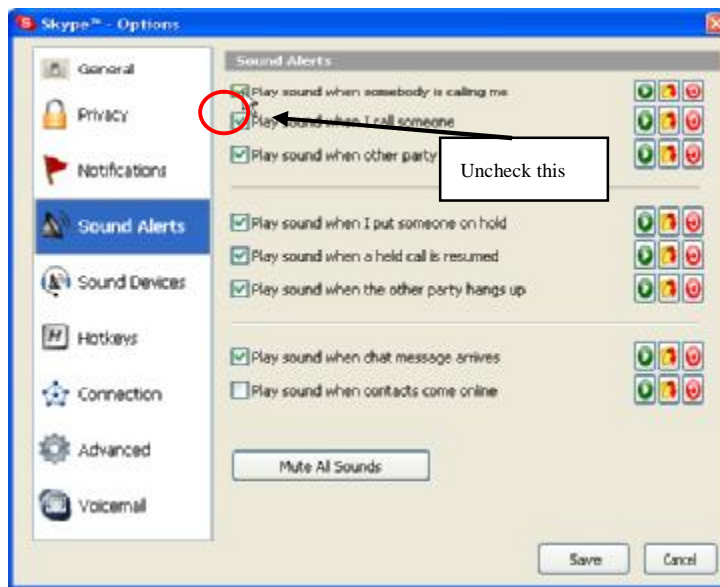 Skype™ - Options
General
Privacy
Notifications
Sound Alerts
Sound Devices
Hotkeys
Connection
Advanced
Voicemail
Sound Alerts
Play sound when somebody is calling me
Play sound when I call someone
Play sound when other party
Uncheck this
Play sound when I put someone on hold
Play sound when a held call is resumed
Play sound when the other party hangs up
Play sound when chat message arrives
Play sound when contacts come online
Mute All Sounds
Save
Cancel